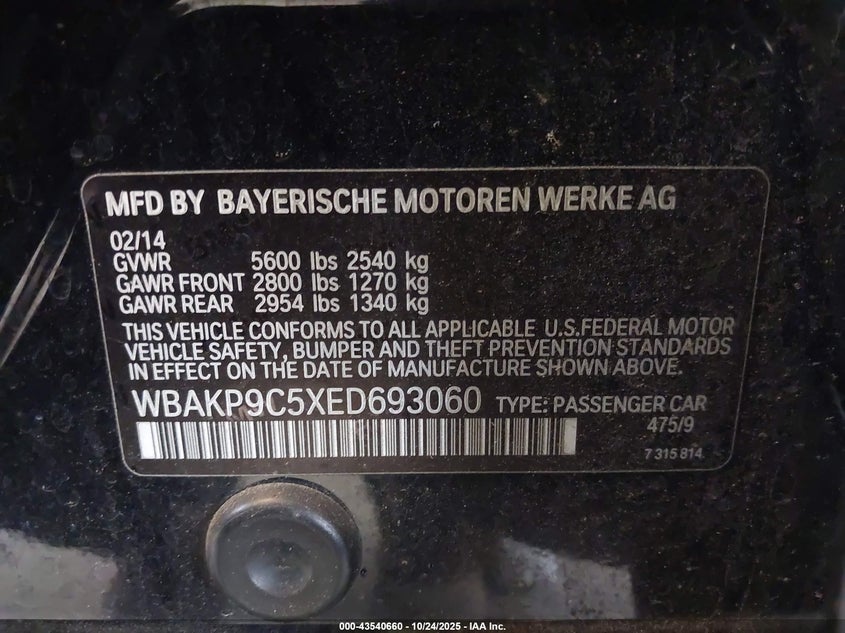 MFD BY BAYERISCHE MOTOREN WERKE AG
02/14
GVWR 5600 lbs 2540 kg
GAWR FRONT 2800 lbs 1270 kg
GAWR REAR 2954 lbs 1340 kg
THIS VEHICLE CONFORMS TO ALL APPLICABLE U.S.FEDERAL MOTOR
VEHICLE SAFETY, BUMPER AND THEFT PREVENTION STANDARDS
IN EFFECT ON THE DATE OF MANUFACTURE SHOWN ABOVE.
WBAKP9C5XED693060 TYPE: PASSENGER CAR
475/9
7 315 814
000-43540660 - 10/24/2025 - IAA Inc.